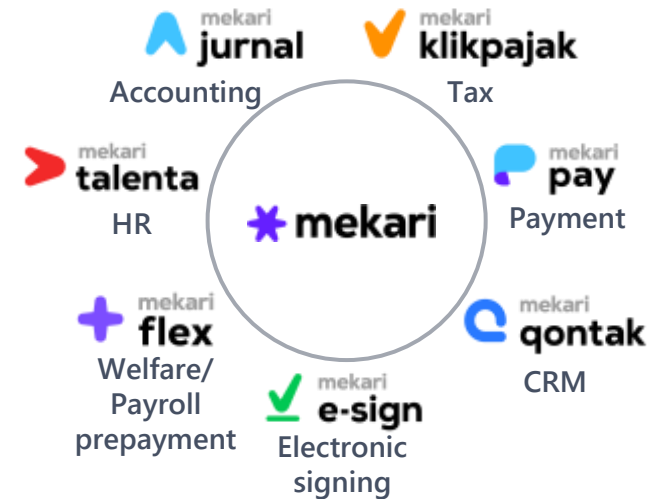 mekari
jurnal
Accounting
mekari
klikpajak
Tax
mekari
talenta
HR
mekari
mekari
pay
Payment
mekari
flex
Welfare/
Payroll
prepayment
mekari
qontak
CRM
mekari
e-sign
Electronic
signing